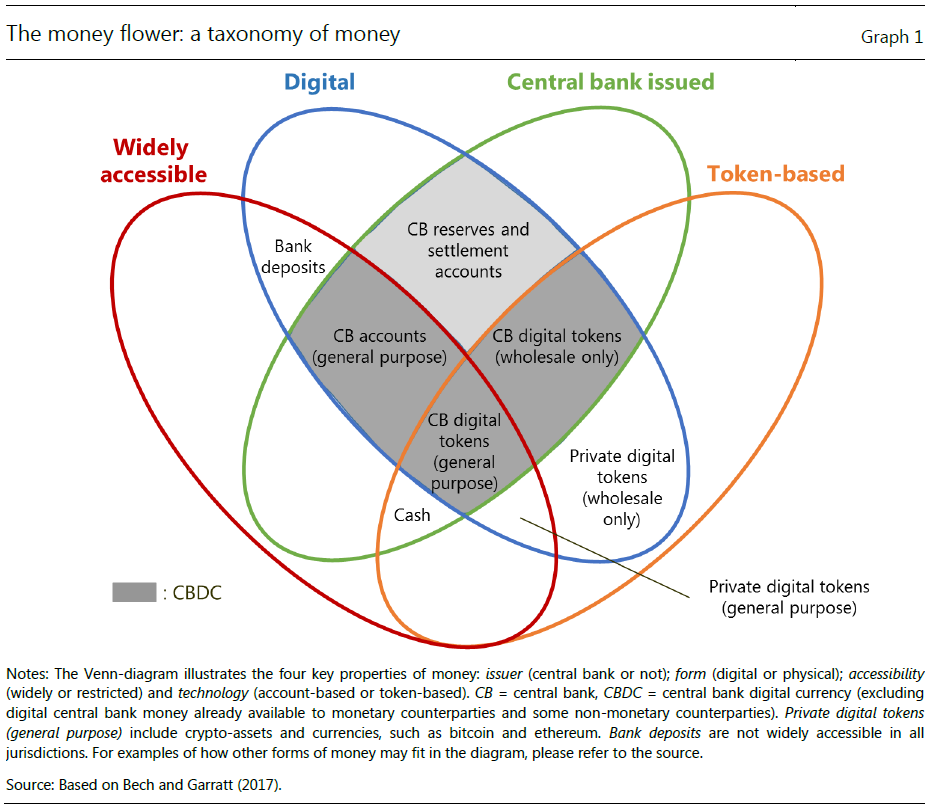 The money flower: a taxonomy of money
Graph 1
Digital
Central bank issued
Widely
accessible
Token-based
CB reserves and
settlement
accounts
Bank
deposits
CB accounts
(general purpose)
CB digital tokens
(wholesale only)
CB digital
tokens
(general
purpose)
Private digital
tokens
(wholesale
only)
Cash
Private digital tokens
(general purpose)
: CBDC
Notes: The Venn-diagram illustrates the four key properties of money: issuer (central bank or not); form (digital or physical); accessibility
(widely or restricted) and technology (account-based or token-based). CB = central bank, CBDC = central bank digital currency (excluding
digital central bank money already available to monetary counterparties and some non-monetary counterparties). Private digital tokens
(general purpose) include crypto-assets and currencies, such as bitcoin and ethereum. Bank deposits are not widely accessible in all
jurisdictions. For examples of how other forms of money may fit in the diagram, please refer to the source.
Source: Based on Bech and Garratt (2017).